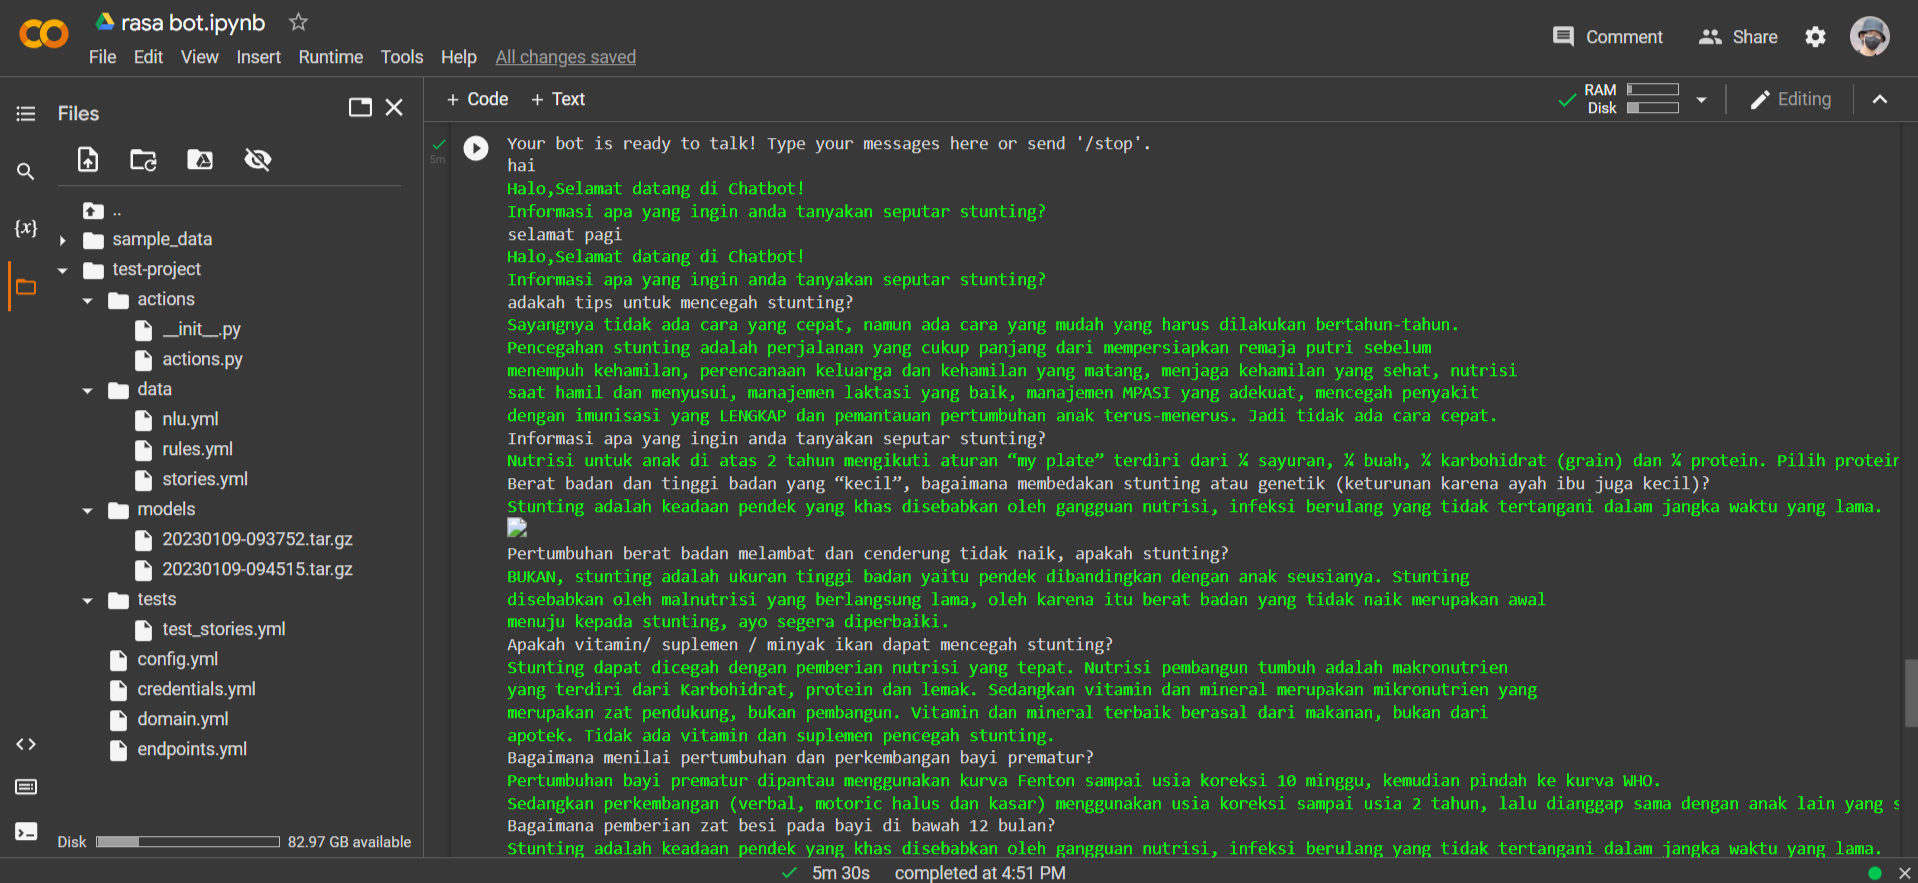 rasa bot.ipynb
File Edit View Insert Runtime Tools Help All changes saved
Comment Share
Files
+ Code + Text
RAM
Disk
Editing
{x}
..
sample_data
test-project
actions
__init__.py
actions.py
data
nlu.yml
rules.yml
stories.yml
models
20230109-093752.tar.gz
20230109-094515.tar.gz
tests
test_stories.yml
config.yml
credentials.yml
domain.yml
endpoints.yml
Disk 82.97 GB available
5m
Your bot is ready to talk! Type your messages here or send '/stop'.
hai
Halo,Selamat datang di Chatbot!
Informasi apa yang ingin anda tanyakan seputar stunting?
selamat pagi
Halo,Selamat datang di Chatbot!
Informasi apa yang ingin anda tanyakan seputar stunting?
adakah tips untuk mencegah stunting?
Sayangnya tidak ada cara yang cepat, namun ada cara yang mudah yang harus dilakukan bertahun-tahun.
Pencegahan stunting adalah perjalanan yang cukup panjang dari mempersiapkan remaja putri sebelum
menempuh kehamilan, perencanaan keluarga dan kehamilan yang matang, menjaga kehamilan yang sehat, nutrisi
saat hamil dan menyusui, manajemen laktasi yang baik, manajemen MPASI yang adekuat, mencegah penyakit
dengan imunisasi yang LENGKAP dan pemantauan pertumbuhan anak terus-menerus. Jadi tidak ada cara cepat.
Informasi apa yang ingin anda tanyakan seputar stunting?
Nutrisi untuk anak di atas 2 tahun mengikuti aturan “my plate” terdiri dari ¼ sayuran, ¼ buah, ¼ karbohidrat (grain) dan ¼ protein. Pilih protein
Berat badan dan tinggi badan yang “kecil”, bagaimana membedakan stunting atau genetik (keturunan karena ayah ibu juga kecil)?
Stunting adalah keadaan pendek yang khas disebabkan oleh gangguan nutrisi, infeksi berulang yang tidak tertangani dalam jangka waktu yang lama.
Pertumbuhan berat badan melambat dan cenderung tidak naik, apakah stunting?
BUKAN, stunting adalah ukuran tinggi badan yaitu pendek dibandingkan dengan anak seusianya. Stunting
disebabkan oleh malnutrisi yang berlangsung lama, oleh karena itu berat badan yang tidak naik merupakan awal
menuju kepada stunting, ayo segera diperbaiki.
Apakah vitamin/ suplemen / minyak ikan dapat mencegah stunting?
Stunting dapat dicegah dengan pemberian nutrisi yang tepat. Nutrisi pembangun tumbuh adalah makronutrien
yang terdiri dari Karbohidrat, protein dan lemak. Sedangkan vitamin dan mineral merupakan mikronutrien yang
merupakan zat pendukung, bukan pembangun. Vitamin dan mineral terbaik berasal dari makanan, bukan dari
apotek. Tidak ada vitamin dan suplemen pencegah stunting.
Bagaimana menilai pertumbuhan dan perkembangan bayi prematur?
Pertumbuhan bayi prematur dipantau menggunakan kurva Fenton sampai usia koreksi 10 minggu, kemudian pindah ke kurva WHO.
Sedangkan perkembangan (verbal, motoric halus dan kasar) menggunakan usia koreksi sampai usia 2 tahun, lalu dianggap sama dengan anak lain yang s
Bagaimana pemberian zat besi pada bayi di bawah 12 bulan?
Stunting adalah keadaan pendek yang khas disebabkan oleh gangguan nutrisi, infeksi berulang yang tidak tertangani dalam jangka waktu yang lama.
5m 30s completed at 4:51 PM